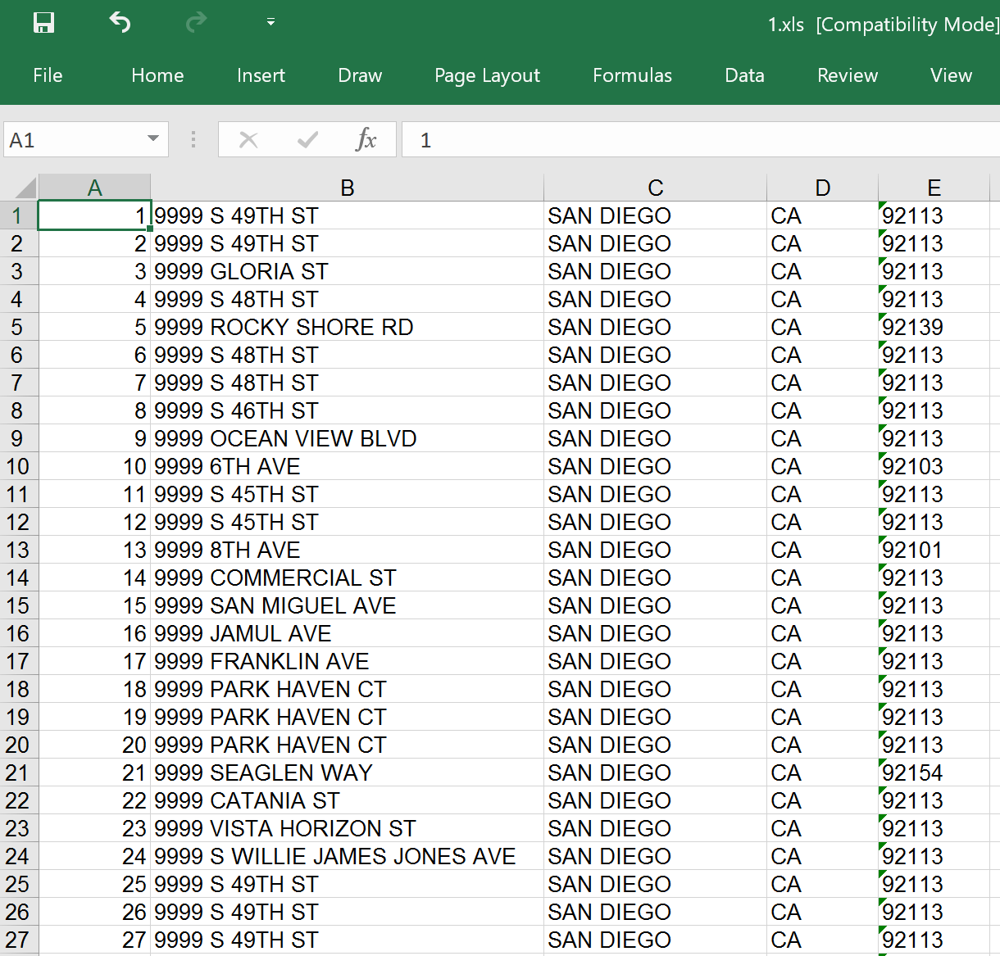 1.xls [Compatibility Mode]
File Home Insert Draw Page Layout Formulas Data Review View
A1 fx 1
A B C D E
1 1 9999 S 49TH ST SAN DIEGO CA 92113
2 2 9999 S 49TH ST SAN DIEGO CA 92113
3 3 9999 GLORIA ST SAN DIEGO CA 92113
4 4 9999 S 48TH ST SAN DIEGO CA 92113
5 5 9999 ROCKY SHORE RD SAN DIEGO CA 92139
6 6 9999 S 48TH ST SAN DIEGO CA 92113
7 7 9999 S 48TH ST SAN DIEGO CA 92113
8 8 9999 S 46TH ST SAN DIEGO CA 92113
9 9 9999 OCEAN VIEW BLVD SAN DIEGO CA 92113
10 10 9999 6TH AVE SAN DIEGO CA 92103
11 11 9999 S 45TH ST SAN DIEGO CA 92113
12 12 9999 S 45TH ST SAN DIEGO CA 92113
13 13 9999 8TH AVE SAN DIEGO CA 92101
14 14 9999 COMMERCIAL ST SAN DIEGO CA 92113
15 15 9999 SAN MIGUEL AVE SAN DIEGO CA 92113
16 16 9999 JAMUL AVE SAN DIEGO CA 92113
17 17 9999 FRANKLIN AVE SAN DIEGO CA 92113
18 18 9999 PARK HAVEN CT SAN DIEGO CA 92113
19 19 9999 PARK HAVEN CT SAN DIEGO CA 92113
20 20 9999 PARK HAVEN CT SAN DIEGO CA 92113
21 21 9999 SEAGLEN WAY SAN DIEGO CA 92154
22 22 9999 CATANIA ST SAN DIEGO CA 92113
23 23 9999 VISTA HORIZON ST SAN DIEGO CA 92113
24 24 9999 S WILLIE JAMES JONES AVE SAN DIEGO CA 92113
25 25 9999 S 49TH ST SAN DIEGO CA 92113
26 26 9999 S 49TH ST SAN DIEGO CA 92113
27 27 9999 S 49TH ST SAN DIEGO CA 92113